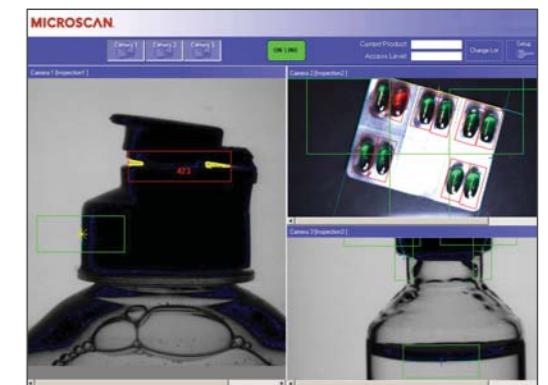 MICROSCAN
Camera 1
Camera 2
Camera 3
ON LINE
Current Product:
Access Level:
Change Lot
Setup
Camera 1 [Inspection1 ]
Camera 2 [Inspection2 ]
423
Camera 3 [Inspection3 ]